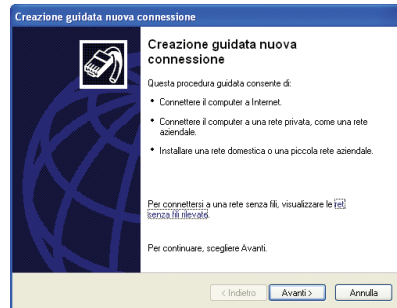 Creazione guidata nuova connessione
Creazione guidata nuova
connessione
Questa procedura guidata consente di:
• Connettere il computer a Internet.
• Connettere il computer a una rete privata, come una rete
aziendale.
• Installare una rete domestica o una piccola rete aziendale.
Per connettersi a una rete senza fili, visualizzare le reti
senza fili rilevate.
Per continuare, scegliere Avanti.
< Indietro Avanti > Annulla